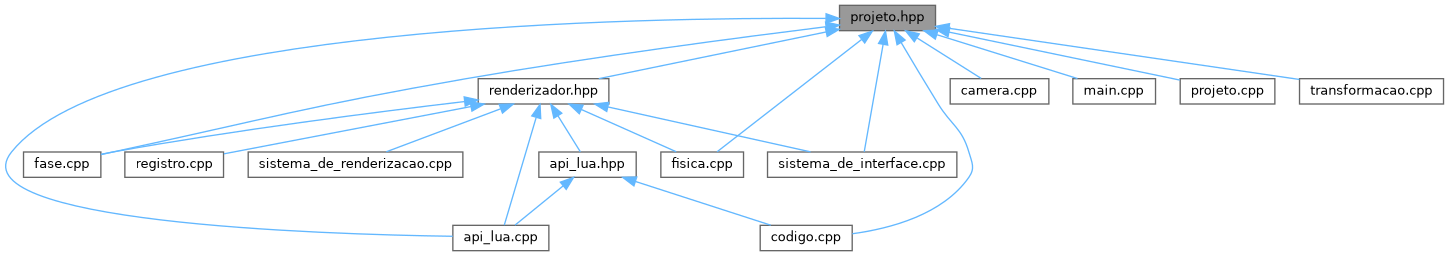 projeto.hpp
renderizador.hpp
camera.cpp
main.cpp
projeto.cpp
transformacao.cpp
fase.cpp
registro.cpp
sistema_de_renderizacao.cpp
api_lua.hpp
fisica.cpp
sistema_de_interface.cpp
api_lua.cpp
codigo.cpp